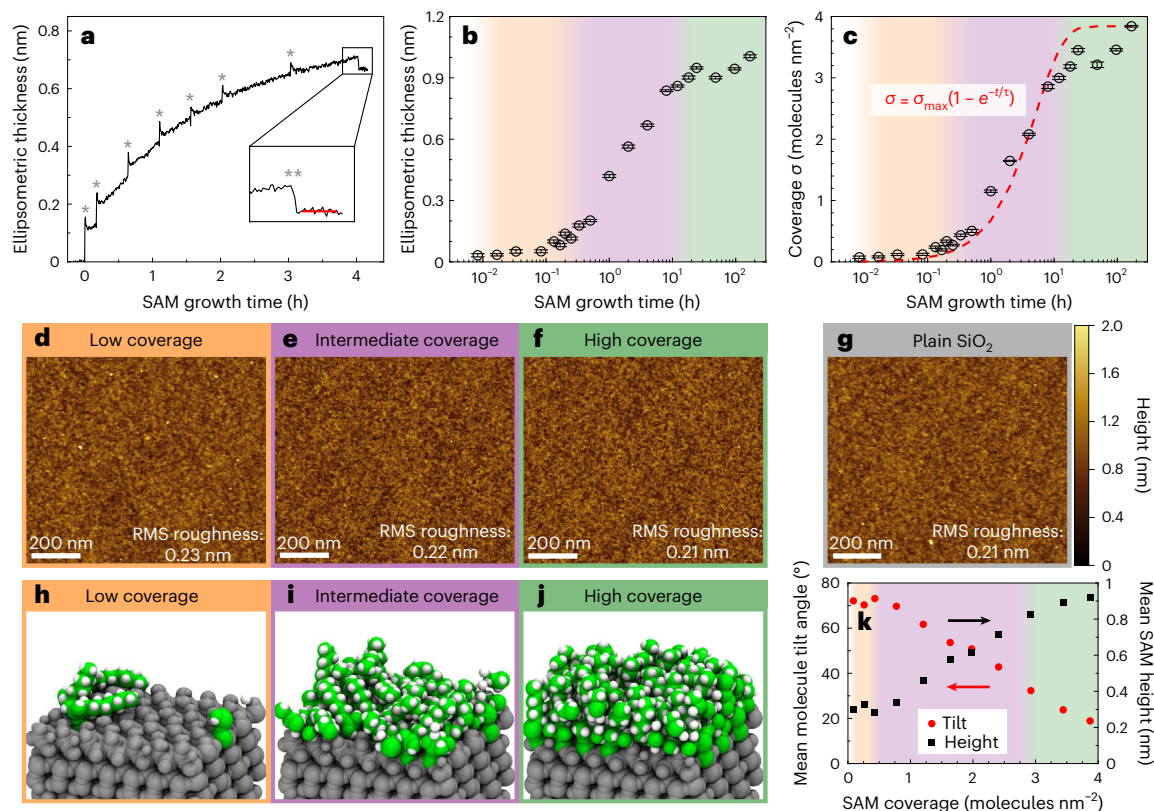 a
Ellipsometric thickness (nm)
0.8
0.6
0.4
0.2
0
*
*
*
*
*
*
*
**
0
1
2
3
4
SAM growth time (h)
b
Ellipsometric thickness (nm)
1.2
0.9
0.6
0.3
0
10⁻²
10⁻¹
10⁰
10¹
10²
SAM growth time (h)
c
Coverage σ (molecules nm⁻²)
4
3
2
1
0
σ = σmax(1 − e⁻ᵗ/τ)
10⁻²
10⁻¹
10⁰
10¹
10²
SAM growth time (h)
d Low coverage
200 nm
RMS roughness:
0.23 nm
e Intermediate coverage
200 nm
RMS roughness:
0.22 nm
f High coverage
200 nm
RMS roughness:
0.21 nm
g Plain SiO₂
200 nm
RMS roughness:
0.21 nm
2.0
1.6
1.2
0.8
0.4
0
Height (nm)
h Low coverage
i Intermediate coverage
j High coverage
k
Mean molecule tilt angle (°)
80
60
40
20
0
Tilt
Height
1
0.8
0.6
0.4
0.2
0
Mean SAM height (nm)
0
1
2
3
4
SAM coverage (molecules nm⁻²)